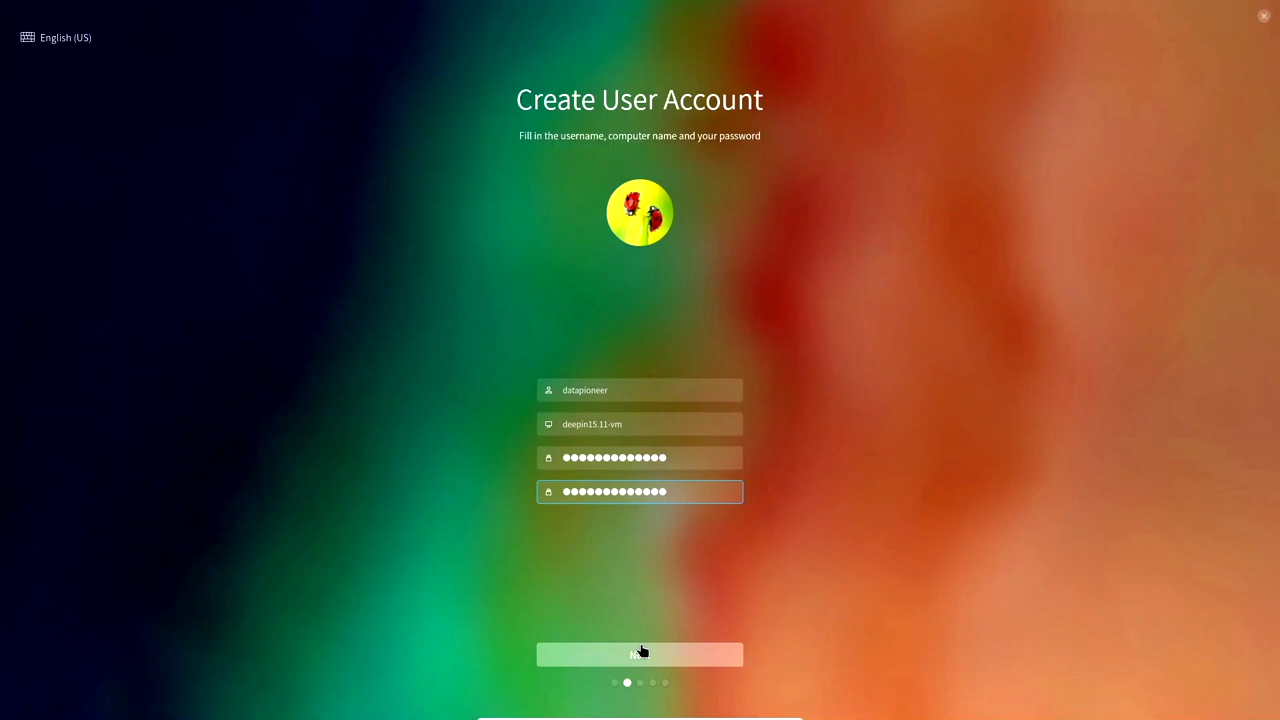 English (US)
Create User Account
Fill in the username, computer name and your password
datapioneer
deepin15.11-vm
●●●●●●●●●●●●●
●●●●●●●●●●●●●